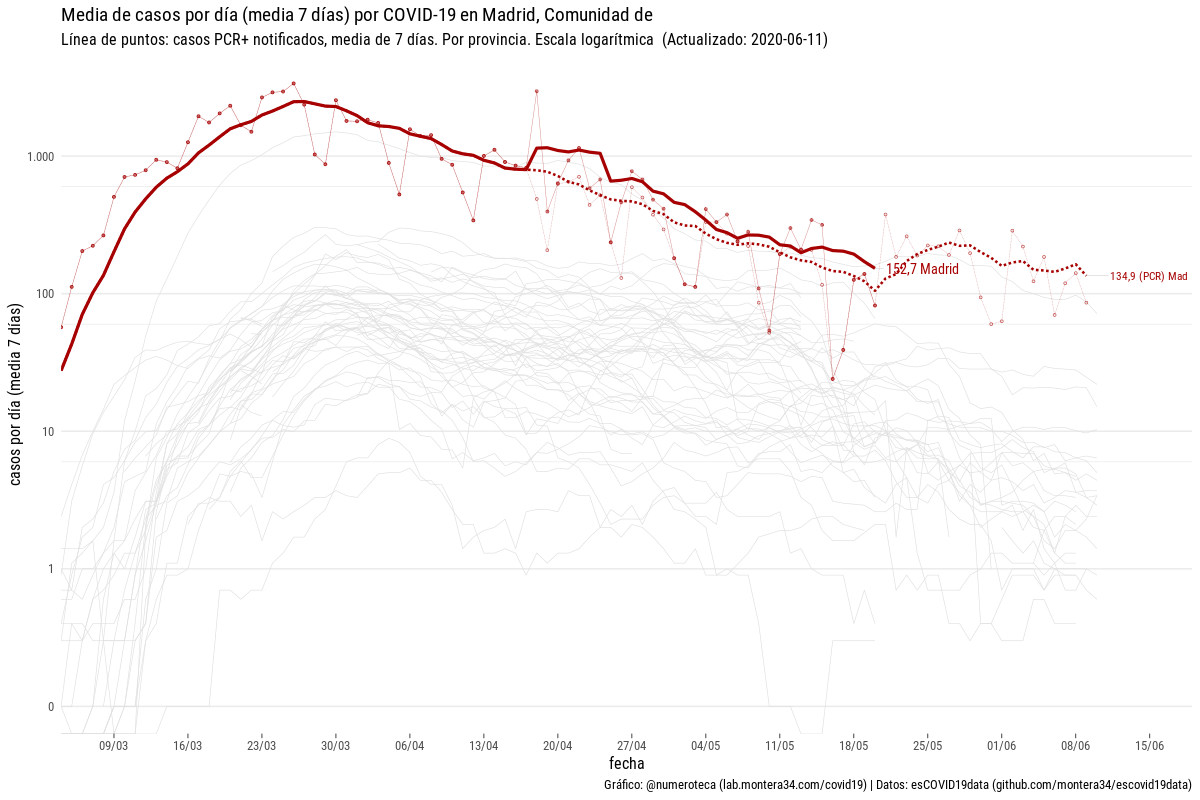 Media de casos por día (media 7 días) por COVID-19 en Madrid, Comunidad de
Línea de puntos: casos PCR+ notificados, media de 7 días. Por provincia. Escala logarítmica  (Actualizado: 2020-06-11)
casos por día (media 7 días)
1.000
100
10
1
0
152,7 Madrid
134,9 (PCR) Mad
09/03
16/03
23/03
30/03
06/04
13/04
20/04
27/04
04/05
11/05
18/05
25/05
01/06
08/06
15/06
fecha
Gráfico: @numeroteca (lab.montera34.com/covid19) | Datos: esCOVID19data (github.com/montera34/escovid19data)